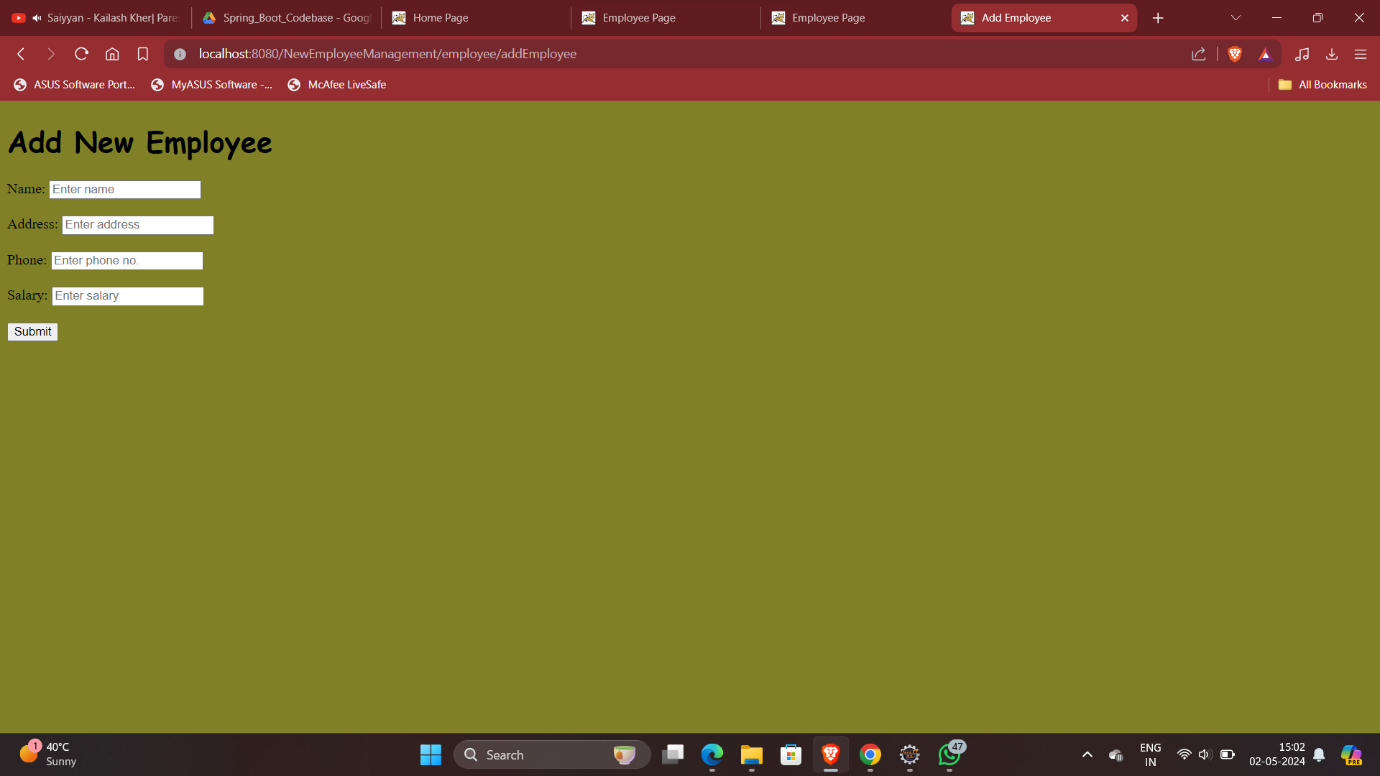 Saiyyan - Kailash Kher| Pares
Spring_Boot_Codebase - Googl
Home Page
Employee Page
Employee Page
Add Employee
localhost:8080/NewEmployeeManagement/employee/addEmployee
ASUS Software Port...
MyASUS Software -...
McAfee LiveSafe
All Bookmarks
Add New Employee
Name: Enter name
Address: Enter address
Phone: Enter phone no.
Salary: Enter salary
Submit
1
40°C
Sunny
Search
47
ENG
IN
15:02
02-05-2024
PRE